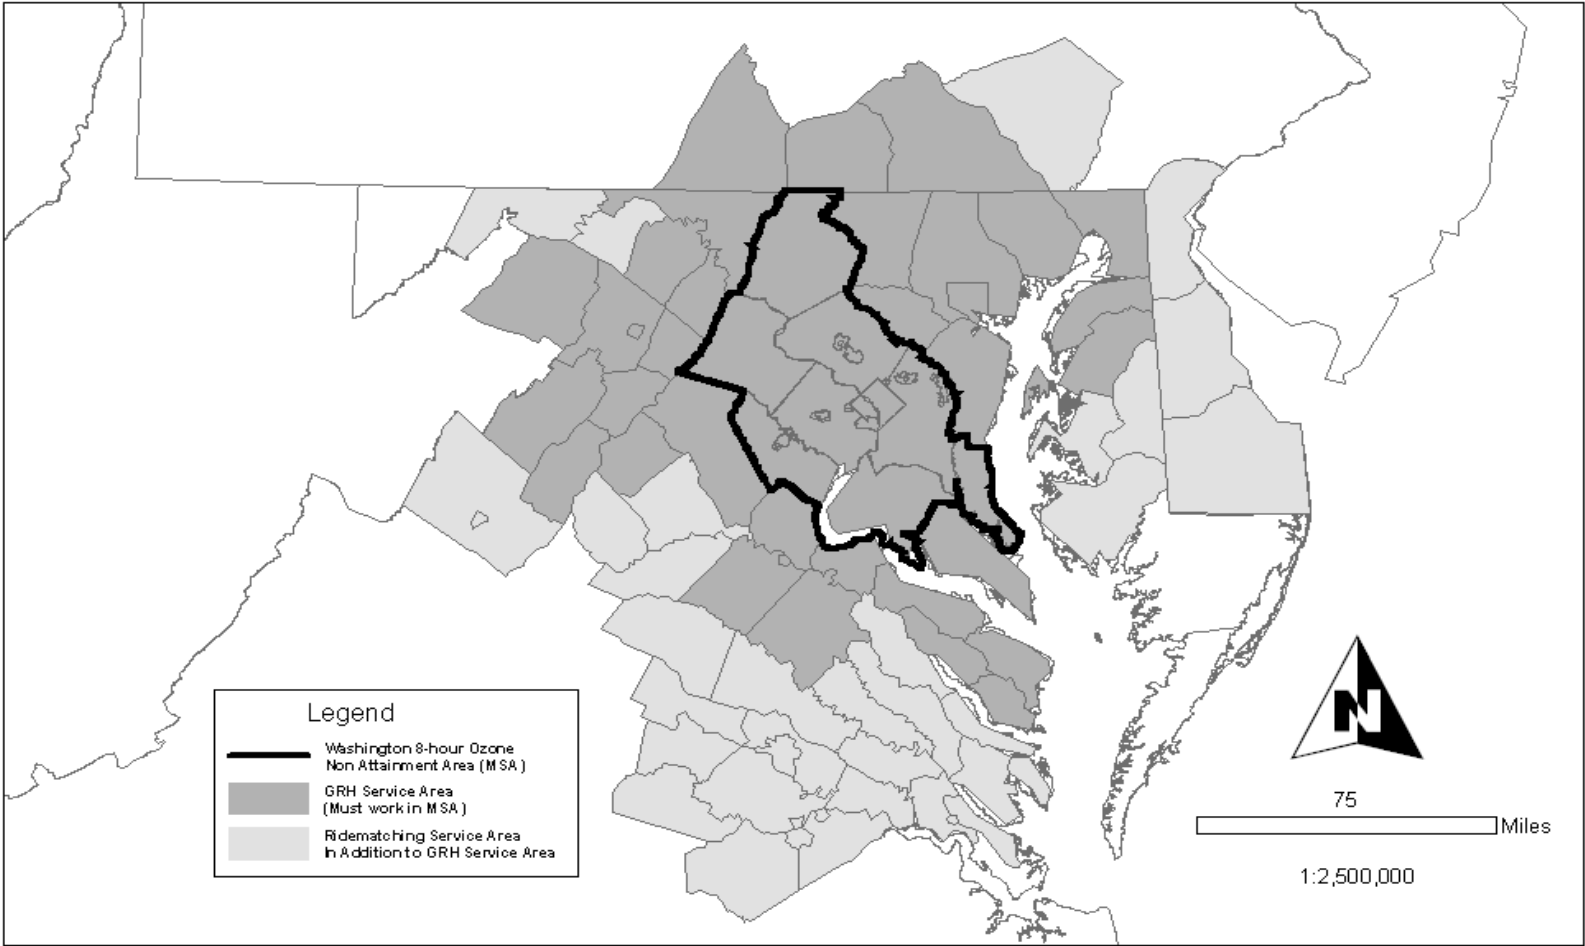 Legend
Washington 8-hour Ozone
Non Attainment Area (MSA)
GRH Service Area
(Must work in MSA)
Ridematching Service Area
In Addition to GRH Service Area
N
75
Miles
1:2,500,000